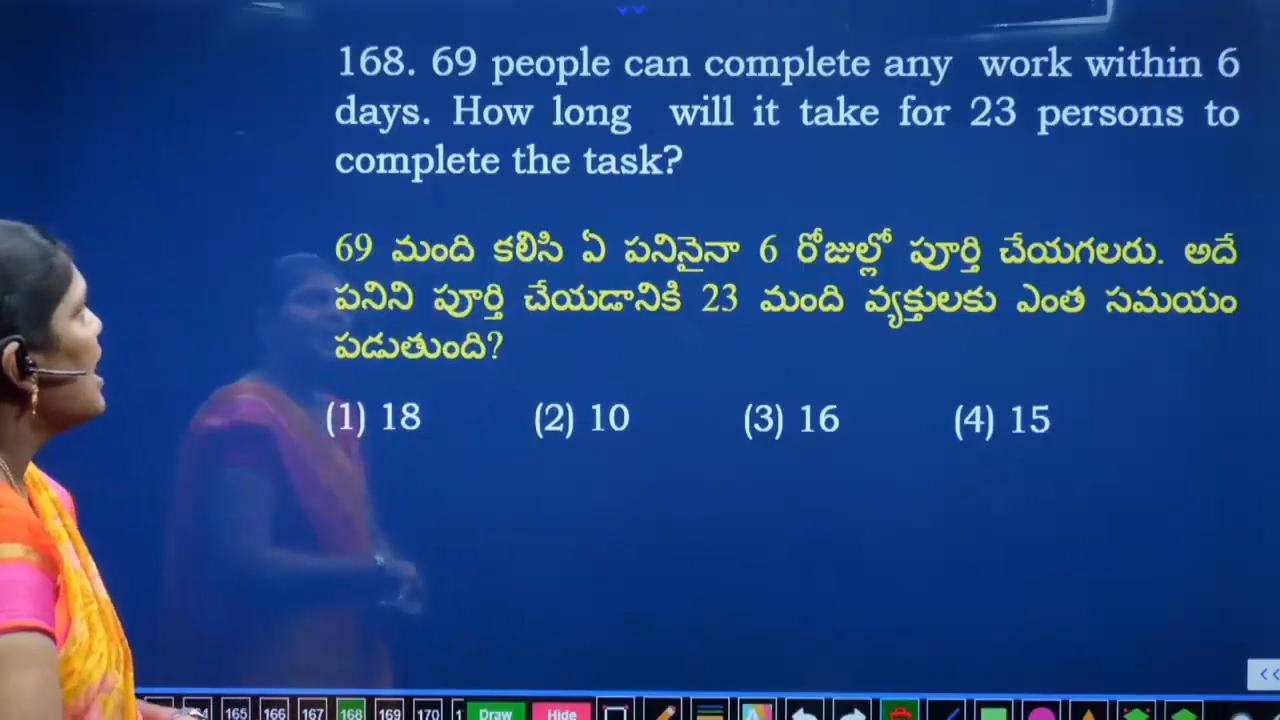 168. 69 people can complete any work within 6
days. How long will it take for 23 persons to
complete the task?
69 మంది కలిసి ఏ పనినైనా 6 రోజుల్లో పూర్తి చేయగలరు. అదే
పనిని పూర్తి చేయడానికి 23 మంది వ్యక్తులకు ఎంత సమయం
పడుతుంది?
(1) 18 (2) 10 (3) 16 (4) 15
165 166 167 168 169 170 Draw Hide